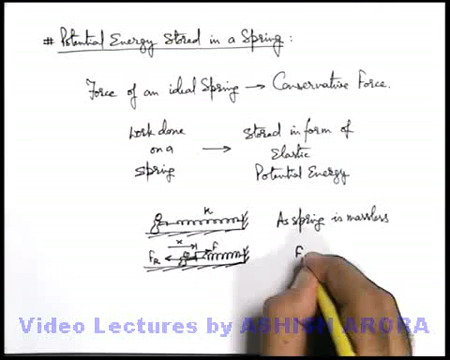 # Potential Energy Stored in a Spring :
Force of an ideal Spring → Conservative Force.
Work done on a Spring → Stored in form of Elastic Potential Energy
K
As Spring is massless
x
F
F
Video Lectures by ASHISH ARORA